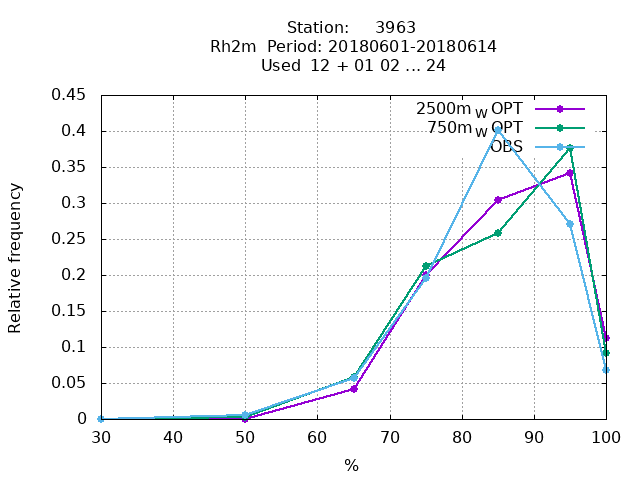 Station: 3963
Rh2m Period: 20180601-20180614
Used 12 + 01 02 ... 24
0.45
0.4
0.35
0.3
0.25
0.2
0.15
0.1
0.05
0
Relative frequency
2500m W OPT
750m W OPT
OBS
30 40 50 60 70 80 90 100
%